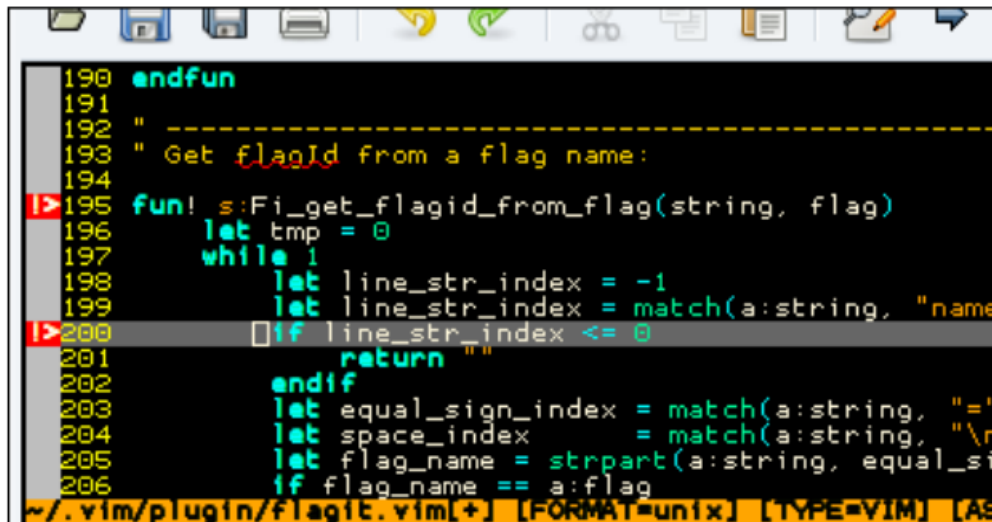 190 endfun
191
192 " -----------------------------------------------
193 " Get flagId from a flag name:
194
!>195 fun! s:Fi_get_flagid_from_flag(string, flag)
196 let tmp = 0
197 while 1
198 let line_str_index = -1
199 let line_str_index = match(a:string, "name
!>200 if line_str_index <= 0
201 return ""
202 endif
203 let equal_sign_index = match(a:string, "="
204 let space_index = match(a:string, "\n
205 let flag_name = strpart(a:string, equal_si
206 if flag_name == a:flag
~/.vim/plugin/flagit.vim[+] [FORMAT=unix] [TYPE=VIM] [AS